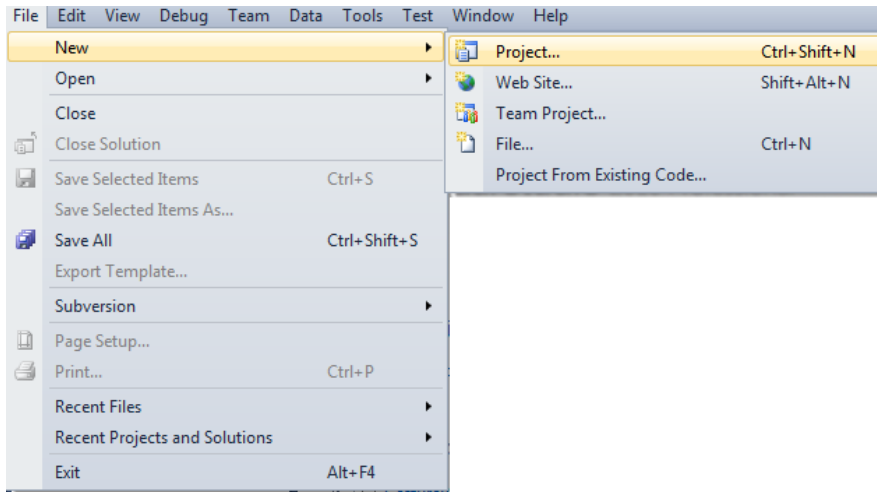 File Edit View Debug Team Data Tools Test Window Help
New
Project... Ctrl+Shift+N
Open
Web Site... Shift+Alt+N
Close
Team Project...
Close Solution
File... Ctrl+N
Save Selected Items Ctrl+S
Project From Existing Code...
Save Selected Items As...
Save All Ctrl+Shift+S
Export Template...
Subversion
Page Setup...
Print... Ctrl+P
Recent Files
Recent Projects and Solutions
Exit Alt+F4